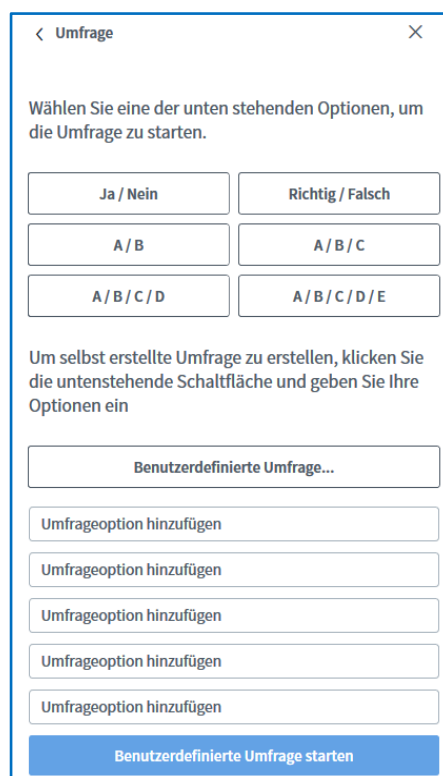 Umfrage
Wählen Sie eine der unten stehenden Optionen, um
die Umfrage zu starten.
Ja / Nein
Richtig / Falsch
A / B
A / B / C
A / B / C / D
A / B / C / D / E
Um selbst erstellte Umfrage zu erstellen, klicken Sie
die untenstehende Schaltfläche und geben Sie Ihre
Optionen ein
Benutzerdefinierte Umfrage...
Umfrageoption hinzufügen
Umfrageoption hinzufügen
Umfrageoption hinzufügen
Umfrageoption hinzufügen
Umfrageoption hinzufügen
Benutzerdefinierte Umfrage starten